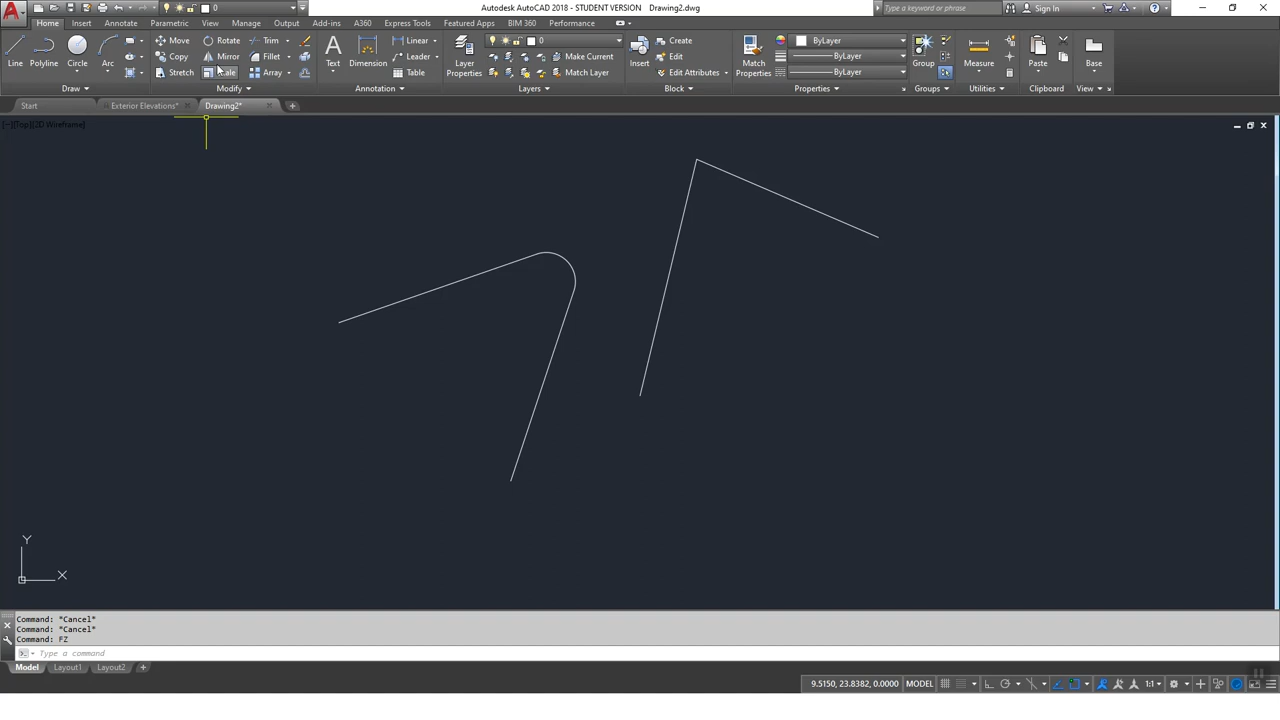 0
Autodesk AutoCAD 2018 - STUDENT VERSION Drawing2.dwg
Type a keyword or phrase
Sign In
Home Insert Annotate Parametric View Manage Output Add-ins A360 Express Tools Featured Apps BIM 360 Performance
Line Polyline Circle Arc
Move Rotate Trim
Copy Mirror Fillet
Stretch Scale Array
Text Dimension
Linear
Leader
Table
Layer Properties
0
Make Current
Match Layer
Insert
Create
Edit
Edit Attributes
Match Properties
ByLayer
ByLayer
ByLayer
Group
Measure
Paste
Base
Draw Modify Annotation Layers Block Properties Groups Utilities Clipboard View
Start Exterior Elevations* Drawing2*
[−][Top][2D Wireframe]
Y
X
Command: *Cancel*
Command: *Cancel*
Command: FZ
Type a command
Model Layout1 Layout2
9.5150, 23.8382, 0.0000 MODEL 1:1